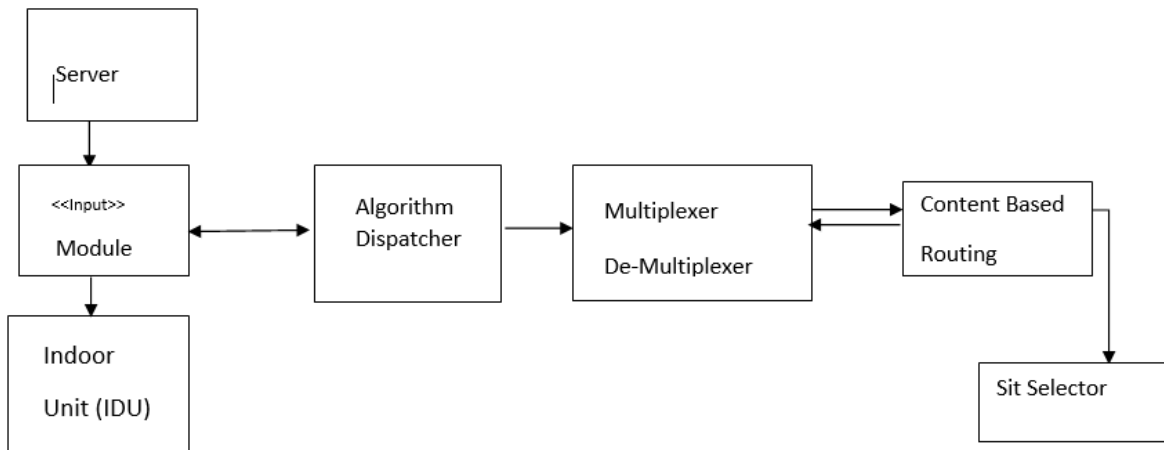 Server
<<Input>>
Module
Algorithm
Dispatcher
Multiplexer
De-Multiplexer
Content Based
Routing
Indoor
Unit (IDU)
Sit Selector